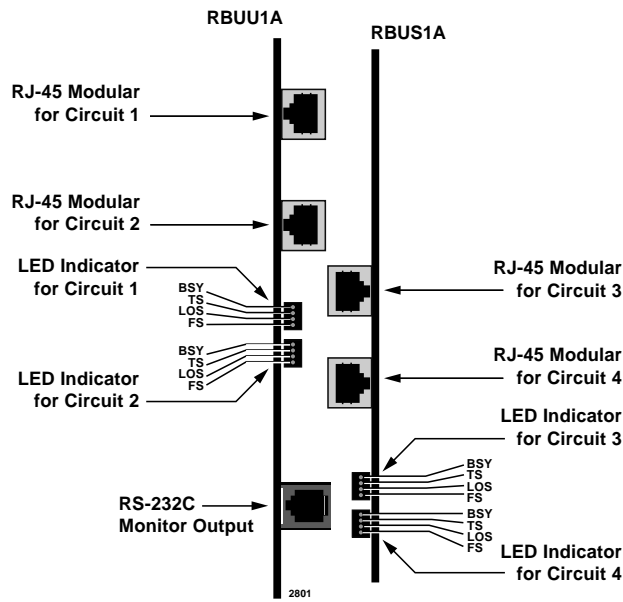 RBUU1A
RBUS1A
RJ-45 Modular
for Circuit 1
RJ-45 Modular
for Circuit 2
LED Indicator
for Circuit 1
BSY
TS
LOS
FS
BSY
TS
LOS
FS
LED Indicator
for Circuit 2
RS-232C
Monitor Output
RJ-45 Modular
for Circuit 3
RJ-45 Modular
for Circuit 4
LED Indicator
for Circuit 3
BSY
TS
LOS
FS
BSY
TS
LOS
FS
LED Indicator
for Circuit 4
2801